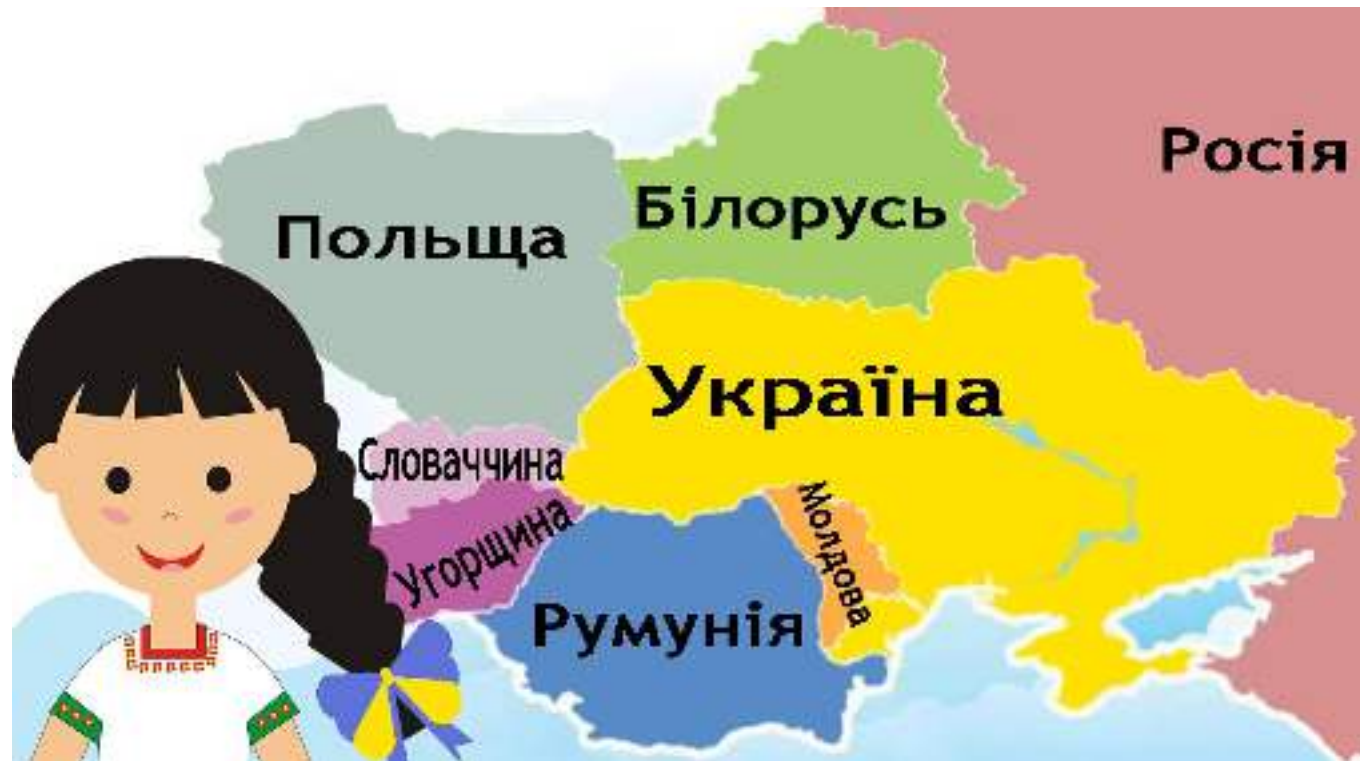 Росія
Білорусь
Польща
Україна
Словаччина
Угорщина
Молдова
Румунія